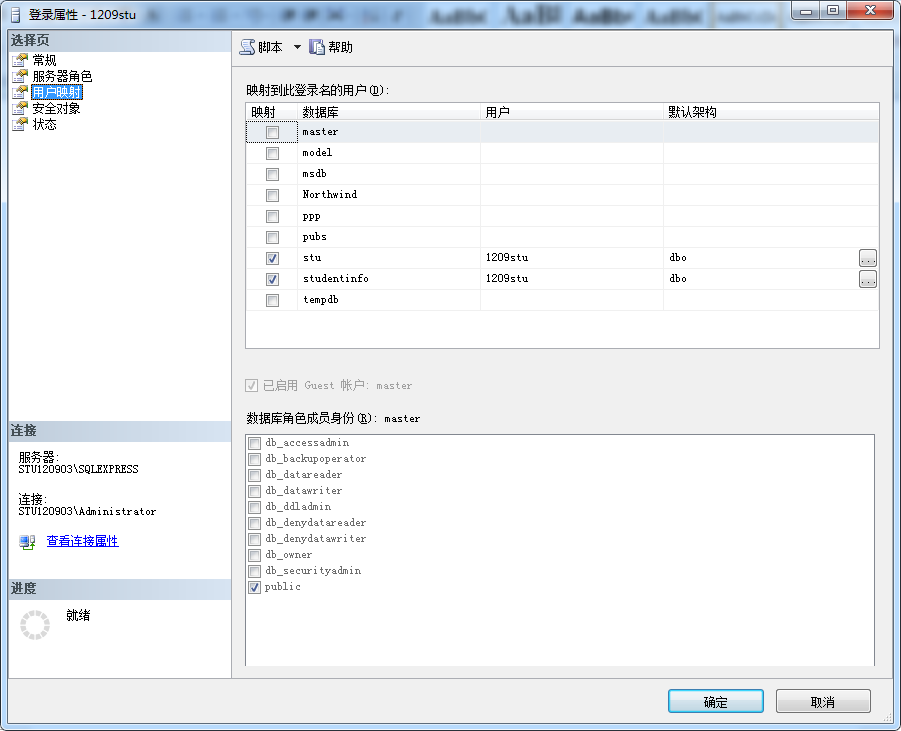 登录属性 - 1209stu
选择页
常规
服务器角色
用户映射
安全对象
状态
脚本 帮助
映射到此登录名的用户(D):
映射 数据库 用户 默认架构
master
model
msdb
Northwind
ppp
pubs
stu 1209stu dbo ...
studentinfo 1209stu dbo ...
tempdb
已启用 Guest 帐户: master
数据库角色成员身份(R): master
db_accessadmin
db_backupoperator
db_datareader
db_datawriter
db_ddladmin
db_denydatareader
db_denydatawriter
db_owner
db_securityadmin
public
连接
服务器:
STU120903\SQLEXPRESS
连接:
STU120903\Administrator
查看连接属性
进度
就绪
确定 取消